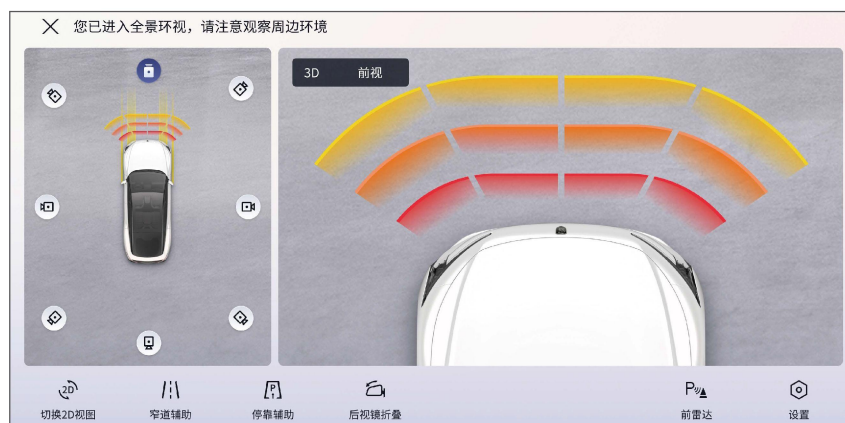 您已进入全景环视，请注意观察周边环境
3D 前视
2D
切换2D视图
窄道辅助
P
停靠辅助
后视镜折叠
P
前雷达
设置